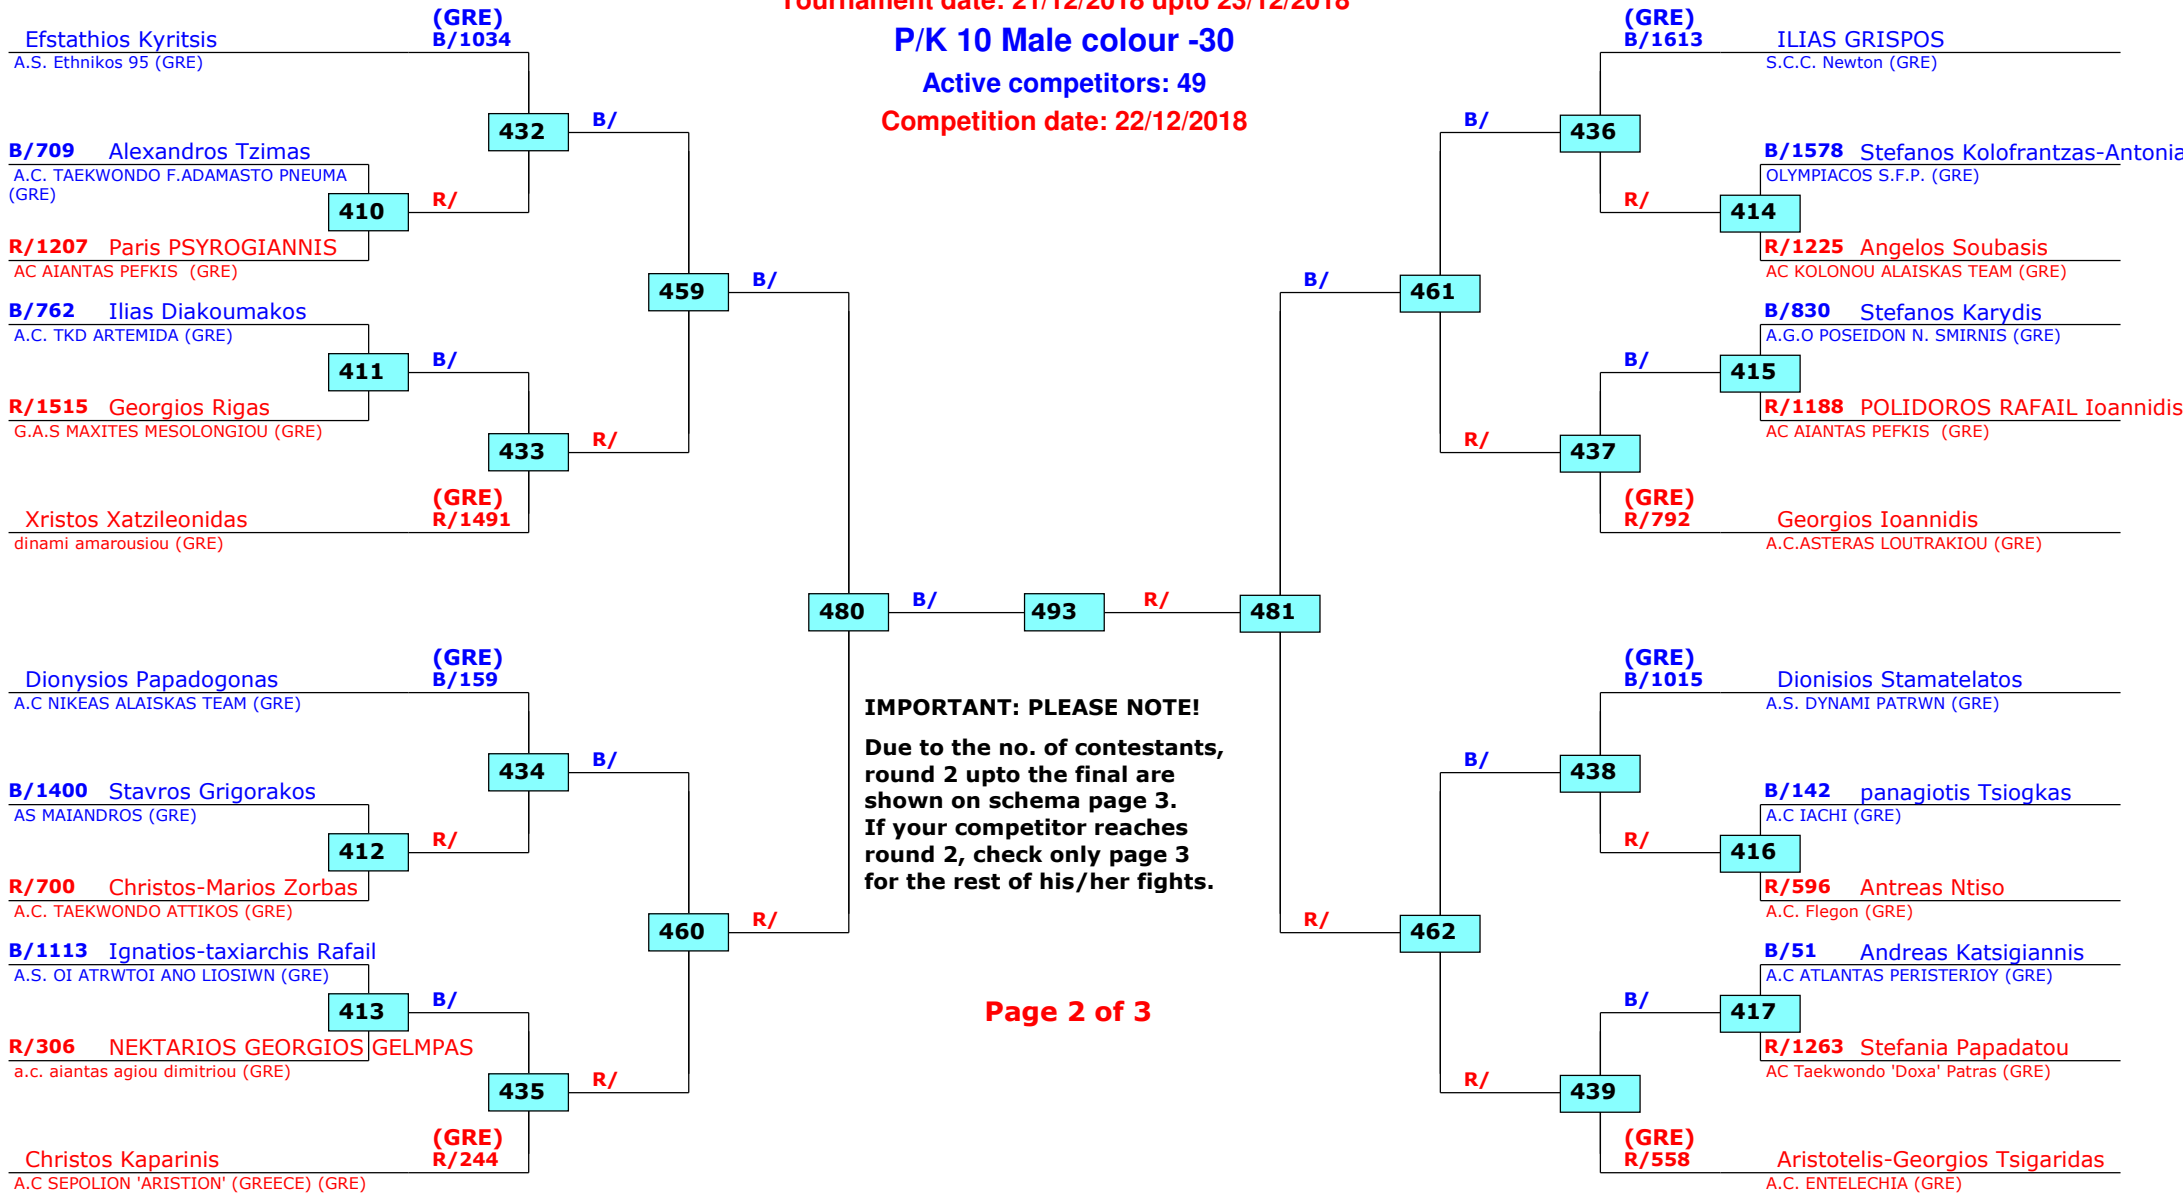 Tournament date: 21/12/2018 upto 23/12/2018
P/K 10 Male colour -30
Active competitors: 49
Competition date: 22/12/2018
(GRE)
Efstathios Kyritsis B/1034
A.S. Ethnikos 95 (GRE)
432 B/
B/709 Alexandros Tzimas
A.C. TAEKWONDO F.ADAMASTO PNEUMA
(GRE)
410 R/
R/1207 Paris PSYROGIANNIS
AC AIANTAS PEFKIS (GRE)
459 B/
B/762 Ilias Diakoumakos
A.C. TKD ARTEMIDA (GRE)
411 B/
R/1515 Georgios Rigas
G.A.S MAXITES MESOLONGIOU (GRE)
433 R/
(GRE)
Xristos Xatzileonidas R/1491
dinami amarousiou (GRE)
480 B/ 493 R/ 481
(GRE)
Dionysios Papadogonas B/159
A.C NIKEAS ALAISKAS TEAM (GRE)
434 B/
B/1400 Stavros Grigorakos
AS MAIANDROS (GRE)
412 R/
R/700 Christos-Marios Zorbas
A.C. TAEKWONDO ATTIKOS (GRE)
460 R/
B/1113 Ignatios-taxiarchis Rafail
A.S. OI ATRWTOI ANO LIOSIWN (GRE)
413 B/
R/306 NEKTARIOS GEORGIOS GELMPAS
a.c. aiantas agiou dimitriou (GRE)
435 R/
(GRE)
Christos Kaparinis R/244
A.C SEPOLION 'ARISTION' (GREECE) (GRE)
IMPORTANT: PLEASE NOTE!
Due to the no. of contestants,
round 2 upto the final are
shown on schema page 3.
If your competitor reaches
round 2, check only page 3
for the rest of his/her fights.
Page 2 of 3
(GRE)
B/1613 ILIAS GRISPOS
S.C.C. Newton (GRE)
B/ 436
B/1578 Stefanos Kolofrantzas-Antonia
OLYMPIACOS S.F.P. (GRE)
R/ 414
R/1225 Angelos Soubasis
AC KOLONOU ALAISKAS TEAM (GRE)
B/ 461
B/830 Stefanos Karydis
A.G.O POSEIDON N. SMIRNIS (GRE)
B/ 415
R/1188 POLIDOROS RAFAIL Ioannidis
AC AIANTAS PEFKIS (GRE)
R/ 437
(GRE)
R/792 Georgios Ioannidis
A.C.ASTERAS LOUTRAKIOU (GRE)
(GRE)
B/1015 Dionisios Stamatelatos
A.S. DYNAMI PATRWN (GRE)
B/ 438
B/142 panagiotis Tsiogkas
A.C IACHI (GRE)
R/ 416
R/596 Antreas Ntiso
A.C. Flegon (GRE)
R/ 462
B/51 Andreas Katsigiannis
A.C ATLANTAS PERISTERIOY (GRE)
B/ 417
R/1263 Stefania Papadatou
AC Taekwondo 'Doxa' Patras (GRE)
R/ 439
(GRE)
R/558 Aristotelis-Georgios Tsigaridas
A.C. ENTELECHIA (GRE)